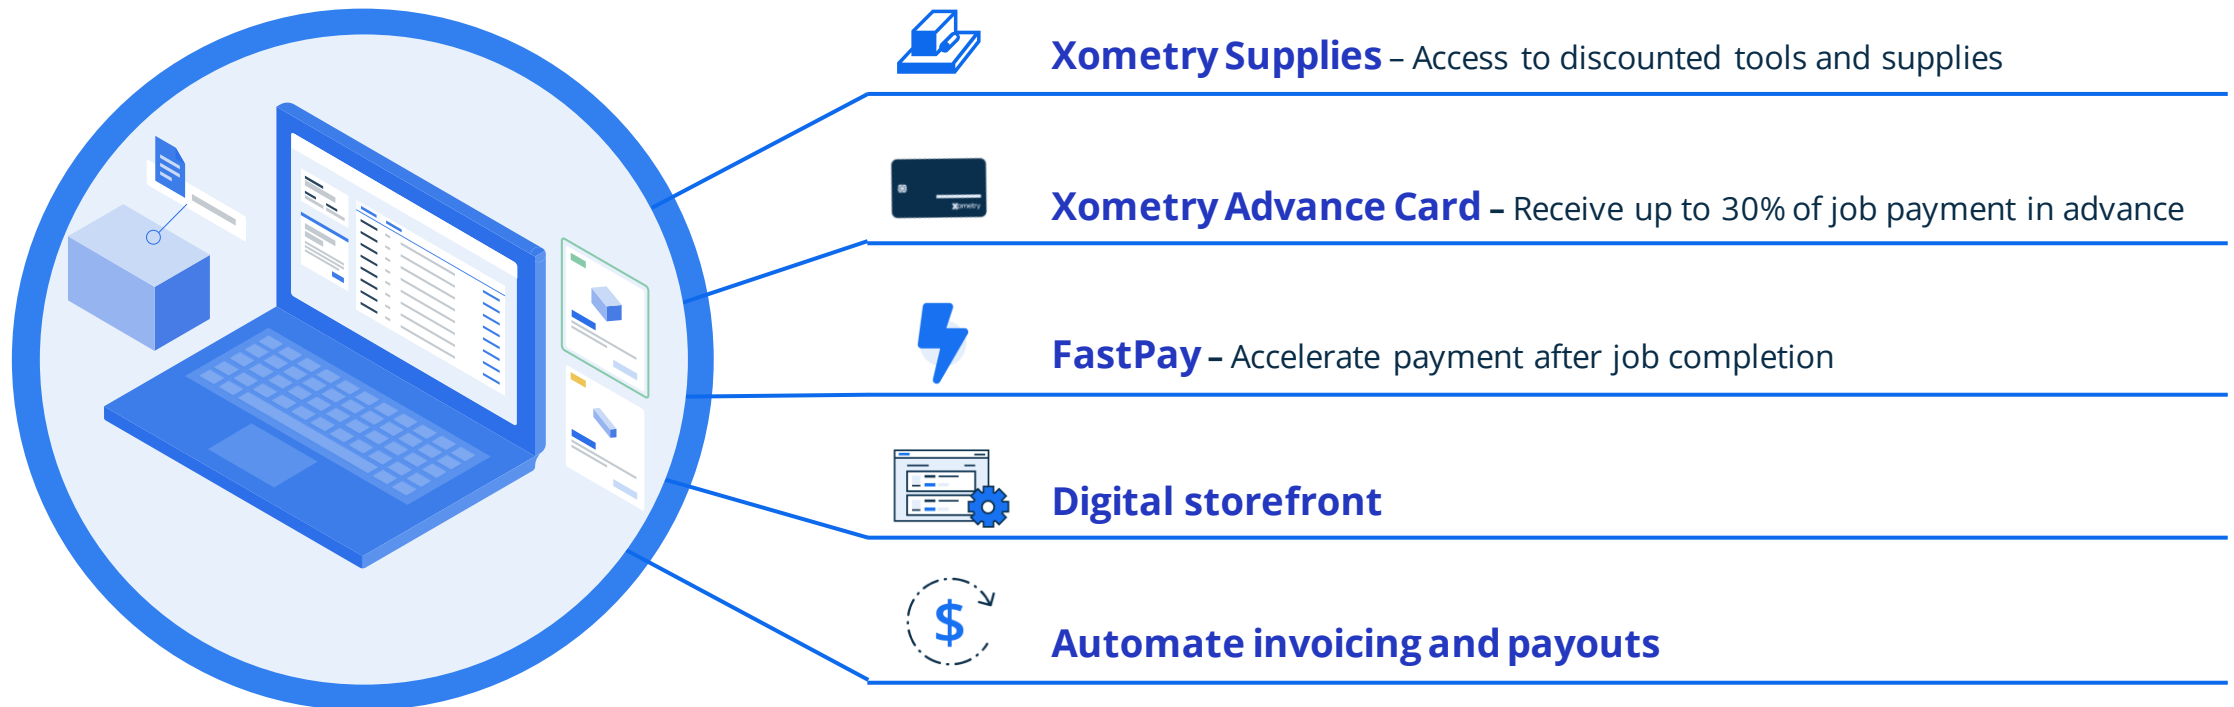 Xometry Supplies – Access to discounted tools and supplies
Xometry
Xometry Advance Card – Receive up to 30% of job payment in advance
FastPay – Accelerate payment after job completion
Digital storefront
$
Automate invoicing and payouts